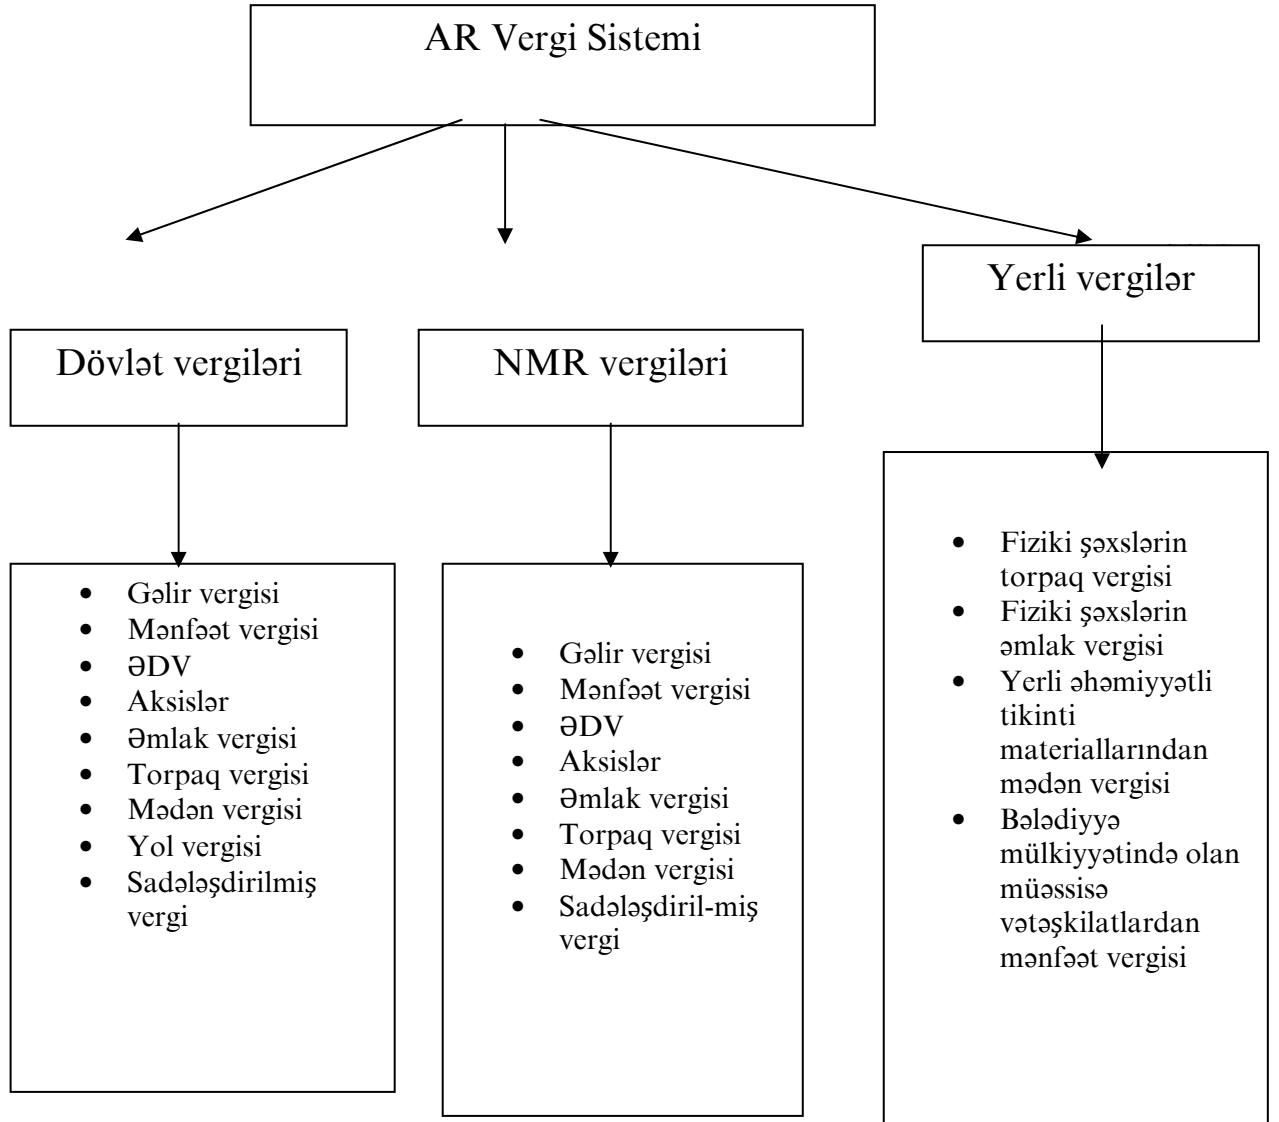 AR Vergi Sistemi
Yerli vergilər
Dövlət vergiləri
NMR vergiləri
• Gəlir vergisi
• Mənfəət vergisi
• ƏDV
• Aksislər
• Əmlak vergisi
• Torpaq vergisi
• Mədən vergisi
• Yol vergisi
• Sadələşdirilmiş
vergi
• Gəlir vergisi
• Mənfəət vergisi
• ƏDV
• Aksislər
• Əmlak vergisi
• Torpaq vergisi
• Mədən vergisi
• Sadələşdiril-miş
vergi
• Fiziki şəxslərin
torpaq vergisi
• Fiziki şəxslərin
əmlak vergisi
• Yerli əhəmiyyətli
tikinti
materiallarından
mədən vergisi
• Bələdiyyə
mülkiyyətində olan
müəssisə
vətəşkilatlardan
mənfəət vergisi